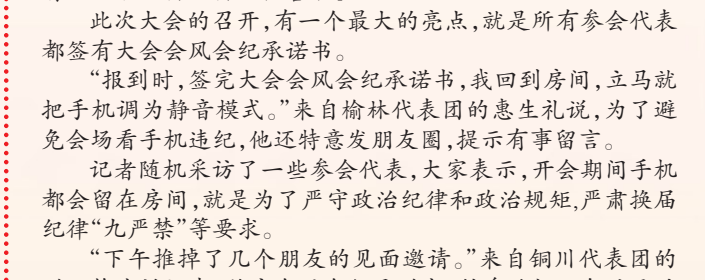 此次大会的召开,有一个最大的亮点,就是所有参会代表
都签有大会会风会纪承诺书。
“报到时,签完大会会风会纪承诺书,我回到房间,立马就
把手机调为静音模式。”来自榆林代表团的惠生礼说,为了避
免会场看手机违纪,他还特意发朋友圈,提示有事留言。
记者随机采访了一些参会代表,大家表示,开会期间手机
都会留在房间,就是为了严守政治纪律和政治规矩,严肃换届
纪律“九严禁”等要求。
“下午推掉了几个朋友的见面邀请。”来自铜川代表团的